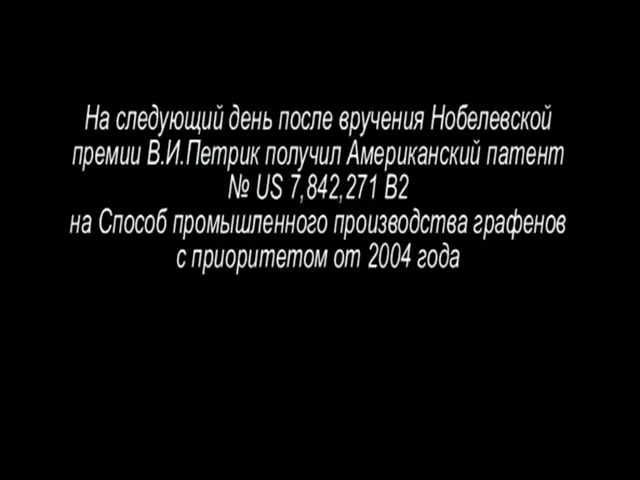 На следующий день после вручения Нобелевской
премии В.И.Петрик получил Американский патент
№ US 7,842,271 B2
на Способ промышленного производства графенов
с приоритетом от 2004 года